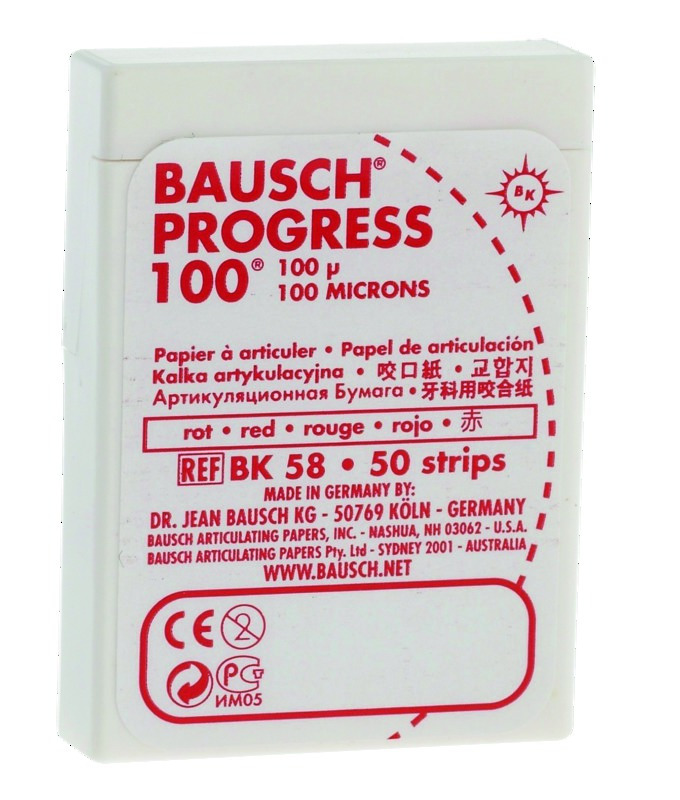 BAUSCH®
PROGRESS
BK
100® 100 µ
100 MICRONS
Papier à articuler • Papel de articulación
Kalka artykulacyjna • 咬口紙 • 교합지
Артикуляционная Бумага • 牙科用咬合纸
rot • red • rouge • rojo • 赤
REF BK 58 • 50 strips
MADE IN GERMANY BY:
DR. JEAN BAUSCH KG - 50769 KÖLN - GERMANY
BAUSCH ARTICULATING PAPERS, INC. - NASHUA, NH 03062 - U.S.A.
BAUSCH ARTICULATING PAPERS Pty. Ltd - SYDNEY 2001 - AUSTRALIA
WWW.BAUSCH.NET
CE 2
РС
ИМ05